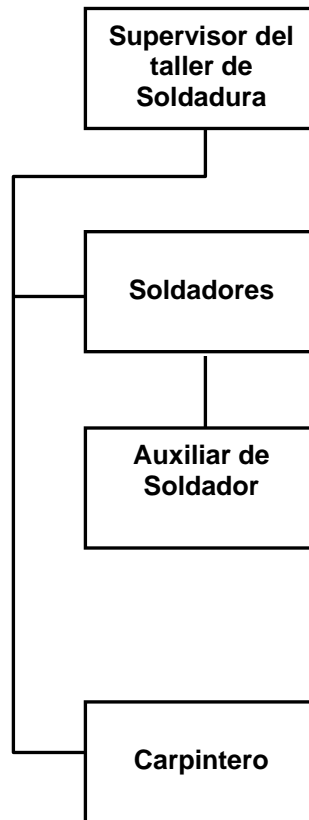 Supervisor del
taller de
Soldadura
Soldadores
Auxiliar de
Soldador
Carpintero